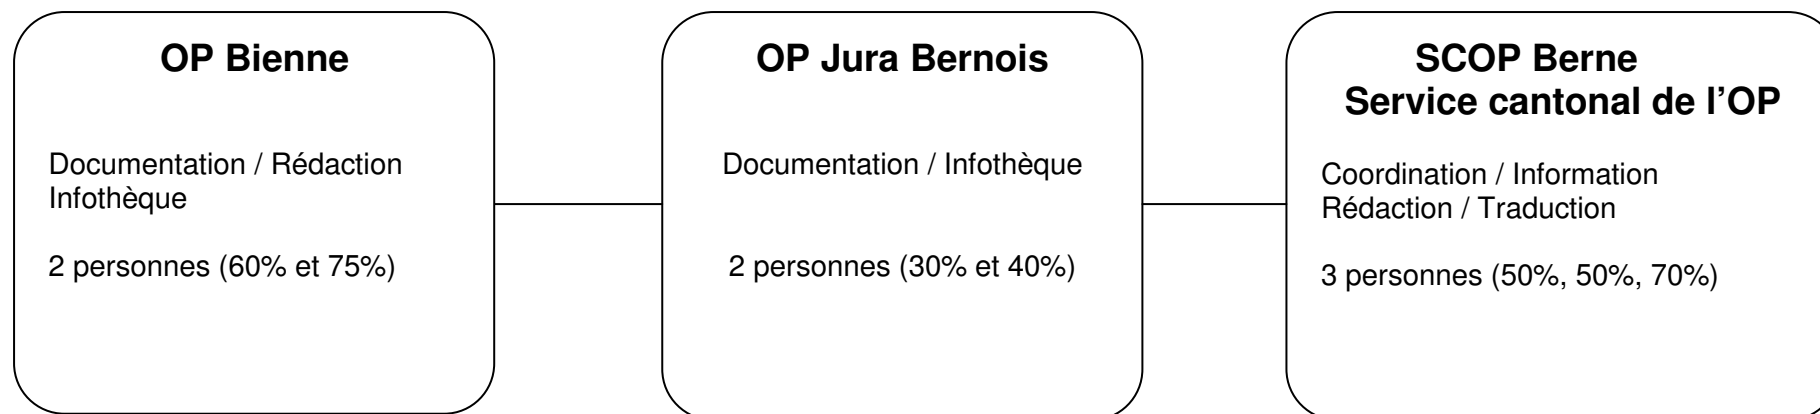 OP Bienne
Documentation / Rédaction
Infothèque
2 personnes (60% et 75%)
OP Jura Bernois
Documentation / Infothèque
2 personnes (30% et 40%)
SCOP Berne
Service cantonal de l’OP
Coordination / Information
Rédaction / Traduction
3 personnes (50%, 50%, 70%)